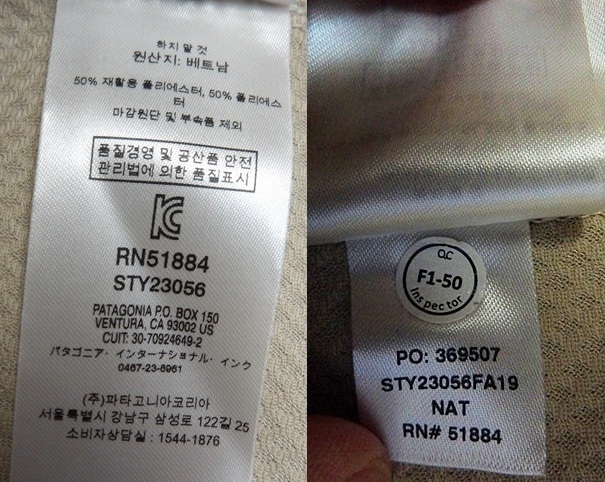 하지 말 것
원산지: 베트남
50% 재활용 폴리에스터, 50% 폴리에스
터
마감원단 및 부속품 제외
품질경영 및 공산품 안전
관리법에 의한 품질표시
RN51884
STY23056
PATAGONIA P.O. BOX 150
VENTURA, CA 93002 US
CUIT: 30-70924649-2
パタゴニア・インターナショナル・インク
0467-23-8961
(주)파타고니아코리아
서울특별시 강남구 삼성로 122길 25
소비자상담실 : 1544-1876
QC
F1-50
Inspector
PO: 369507
STY23056FA19
NAT
RN# 51884